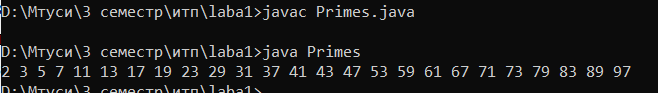 D:\Мтуси\3 семестр\итп\laba1>javac Primes.java
D:\Мтуси\3 семестр\итп\laba1>java Primes
2 3 5 7 11 13 17 19 23 29 31 37 41 43 47 53 59 61 67 71 73 79 83 89 97
D:\Мтуси\3 семестр\итп\laba1>